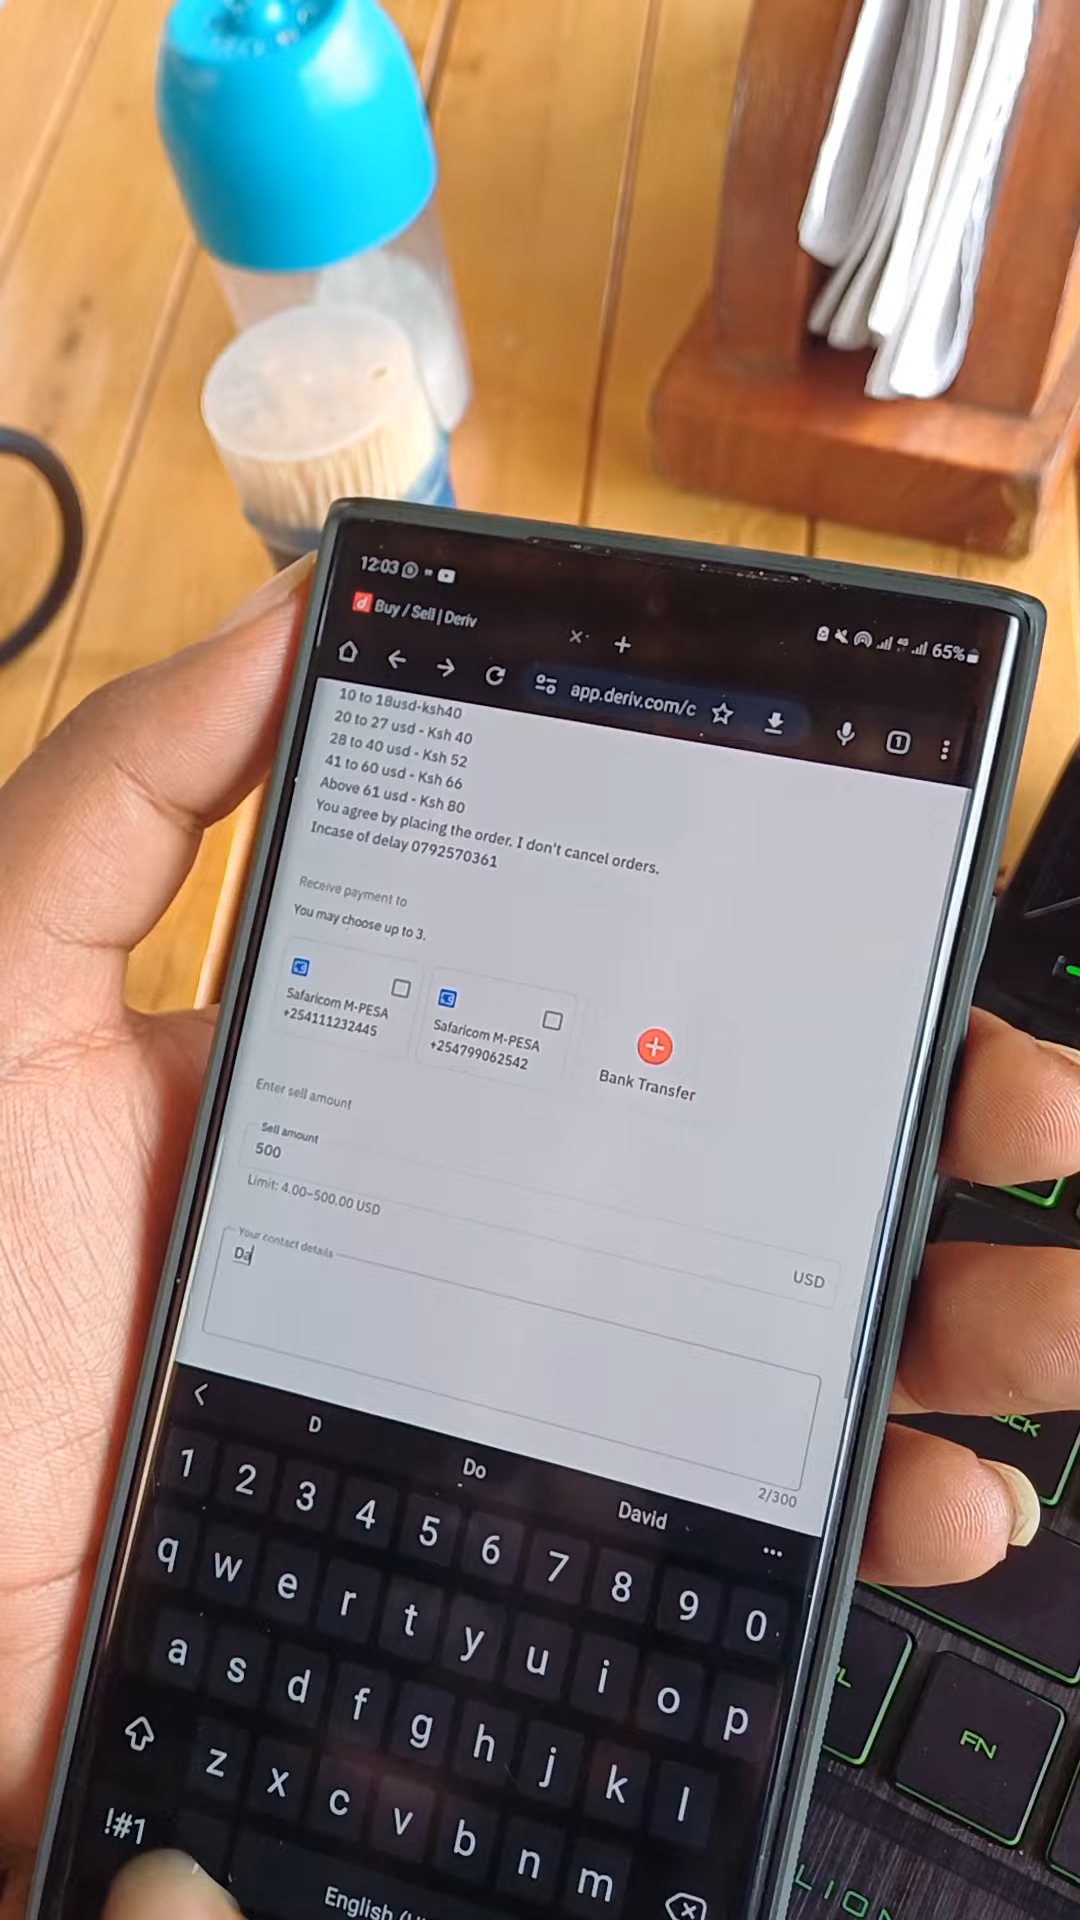 12:03
65%
Buy / Sell | Deriv
app.deriv.com/c
10 to 18usd-ksh40
20 to 27 usd - Ksh 40
28 to 40 usd - Ksh 52
41 to 60 usd - Ksh 66
Above 61 usd - Ksh 80
You agree by placing the order. I don't cancel orders.
Incase of delay 0792570361
Receive payment to
You may choose up to 3.
Safaricom M-PESA
+254111232445
Safaricom M-PESA
+254799062542
Bank Transfer
Enter sell amount
Sell amount
500
USD
Limit: 4.00–500.00 USD
Your contact details
Da
2/300
D Do David
1 2 3 4 5 6 7 8 9 0
q w e r t y u i o p
a s d f g h j k l
z x c v b n m
!#1
English
FN